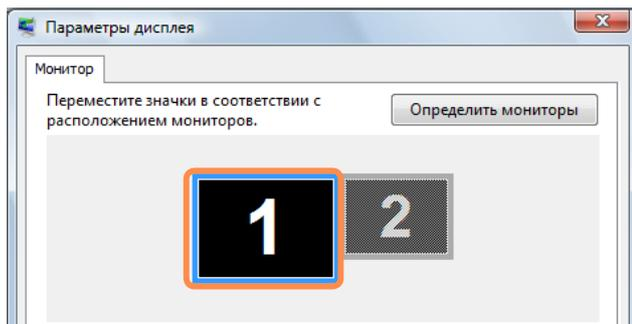 Параметры дисплея
Монитор
Переместите значки в соответствии с
расположением мониторов.
Определить мониторы
1
2